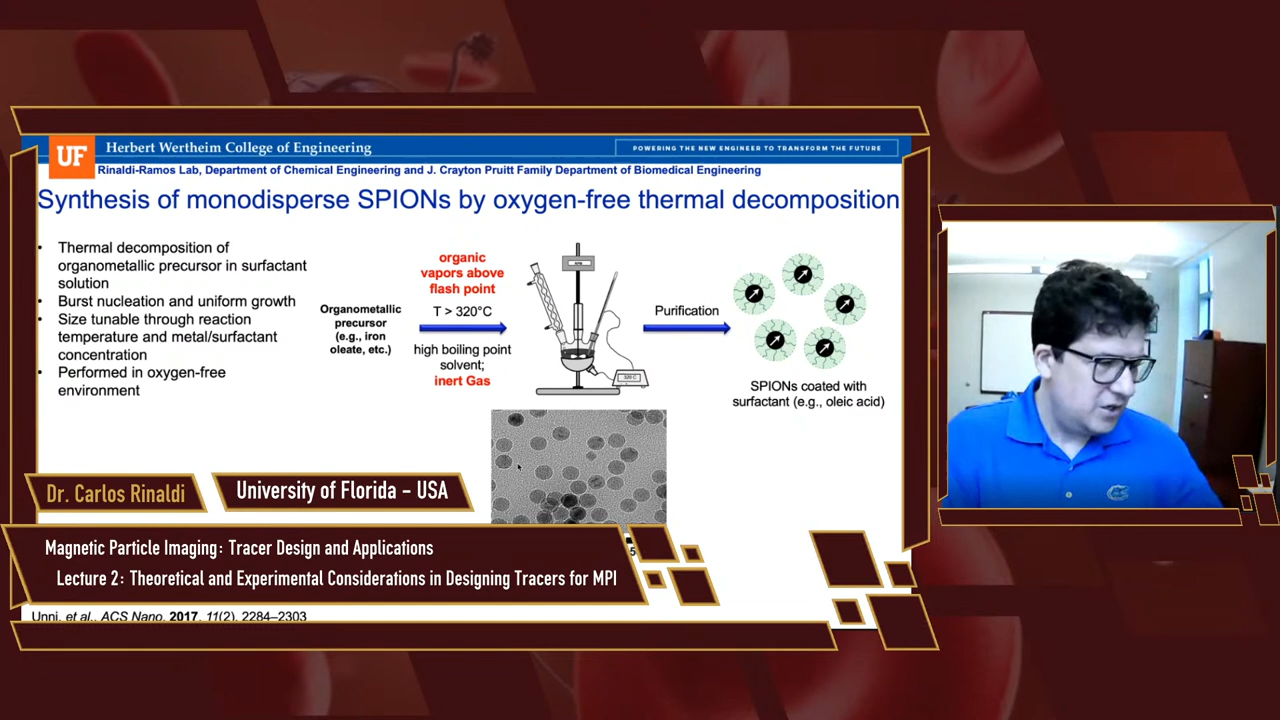 UF
Herbert Wertheim College of Engineering
POWERING THE NEW ENGINEER TO TRANSFORM THE FUTURE
Rinaldi-Ramos Lab, Department of Chemical Engineering and J. Crayton Pruitt Family Department of Biomedical Engineering
Synthesis of monodisperse SPIONs by oxygen-free thermal decomposition
• Thermal decomposition of
organometallic precursor in surfactant
solution
• Burst nucleation and uniform growth
• Size tunable through reaction
temperature and metal/surfactant
concentration
• Performed in oxygen-free
environment
Organometallic
precursor
(e.g., iron
oleate, etc.)
organic
vapors above
flash point
T > 320°C
high boiling point
solvent;
inert Gas
Purification
SPIONs coated with
surfactant (e.g., oleic acid)
Dr. Carlos Rinaldi
University of Florida - USA
Magnetic Particle Imaging: Tracer Design and Applications
Lecture 2: Theoretical and Experimental Considerations in Designing Tracers for MPI
Unni, et al., ACS Nano, 2017, 11(2), 2284–2303